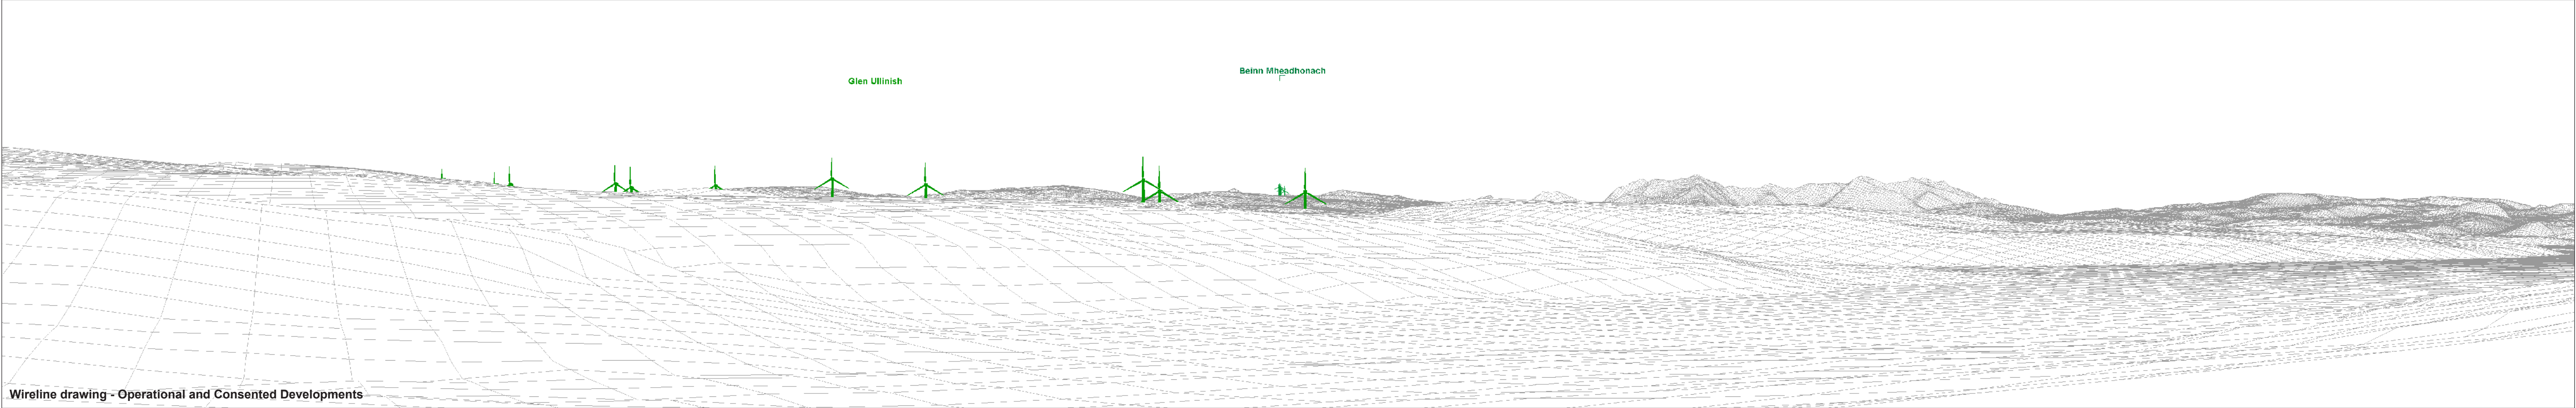 Beinn Mheadhonach
Glen Ullinish
Wireline drawing - Operational and Consented Developments